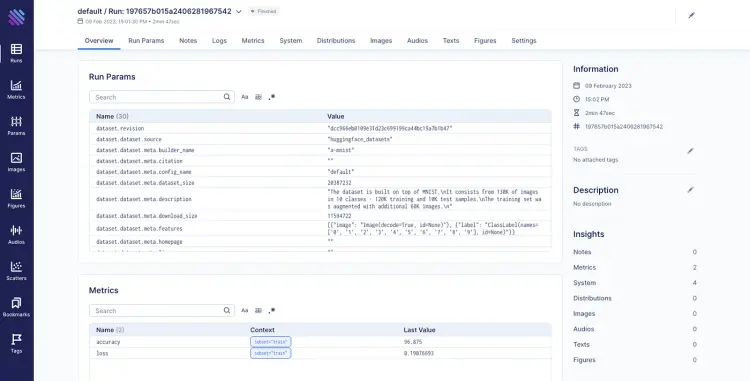 default / Run: 197657b015a2406281967542
Finished
09 Feb 2023, 15:01-30 PM • 2min 47sec
Overview Run Params Notes Logs Metrics System Distributions Images Audios Texts Figures Settings
Runs
Metrics
Params
Images
Figures
Audios
Scatters
Bookmarks
Tags
Run Params
Search
Aa
Name (30) Value
dataset.revision
dataset.dataset.source "huggingface_datasets"
dataset.dataset.meta.builder_name "a-mnist"
dataset.dataset.meta.citation ""
dataset.dataset.meta.config_name "default"
dataset.dataset.meta.dataset_size 20387232
dataset.dataset.meta.description "The dataset is built on top of MNIST.\nIt consists from 130K of images
in 10 classes - 120K training and 10K test samples.\nThe training set wa
s augmented with additional 60K images.\n"
dataset.dataset.meta.download_size 11594722
dataset.dataset.meta.features [{"image": "Image(decode=True, id=None)"}, {"label": "ClassLabel(names=
['0', '1', '2', '3', '4', '5', '6', '7', '8', '9'], id=None)"}]
dataset.dataset.meta.homepage ""
Metrics
Search
Aa
Name (2) Context Last Value
accuracy subset="train" 96.875
loss subset="train" 0.19876693
Information
09 February 2023
15:02 PM
2min 47sec
197657b015a2406281967542
TAGS
No attached tags
Description
No description
Insights
Notes 0
Metrics 2
System 4
Distributions 0
Images 0
Audios 0
Texts 0
Figures 0